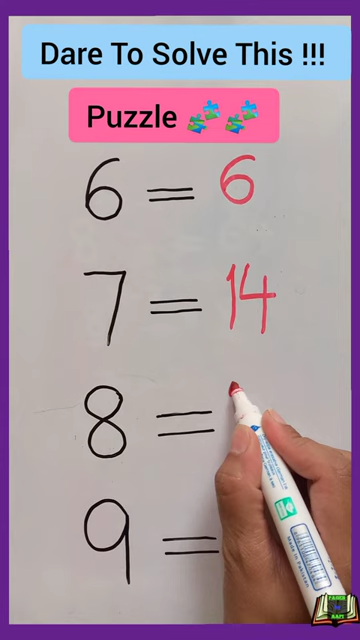 Dare To Solve This !!!
Puzzle 🧩 🧩
6 = 6
7 = 14
8 =
9 =